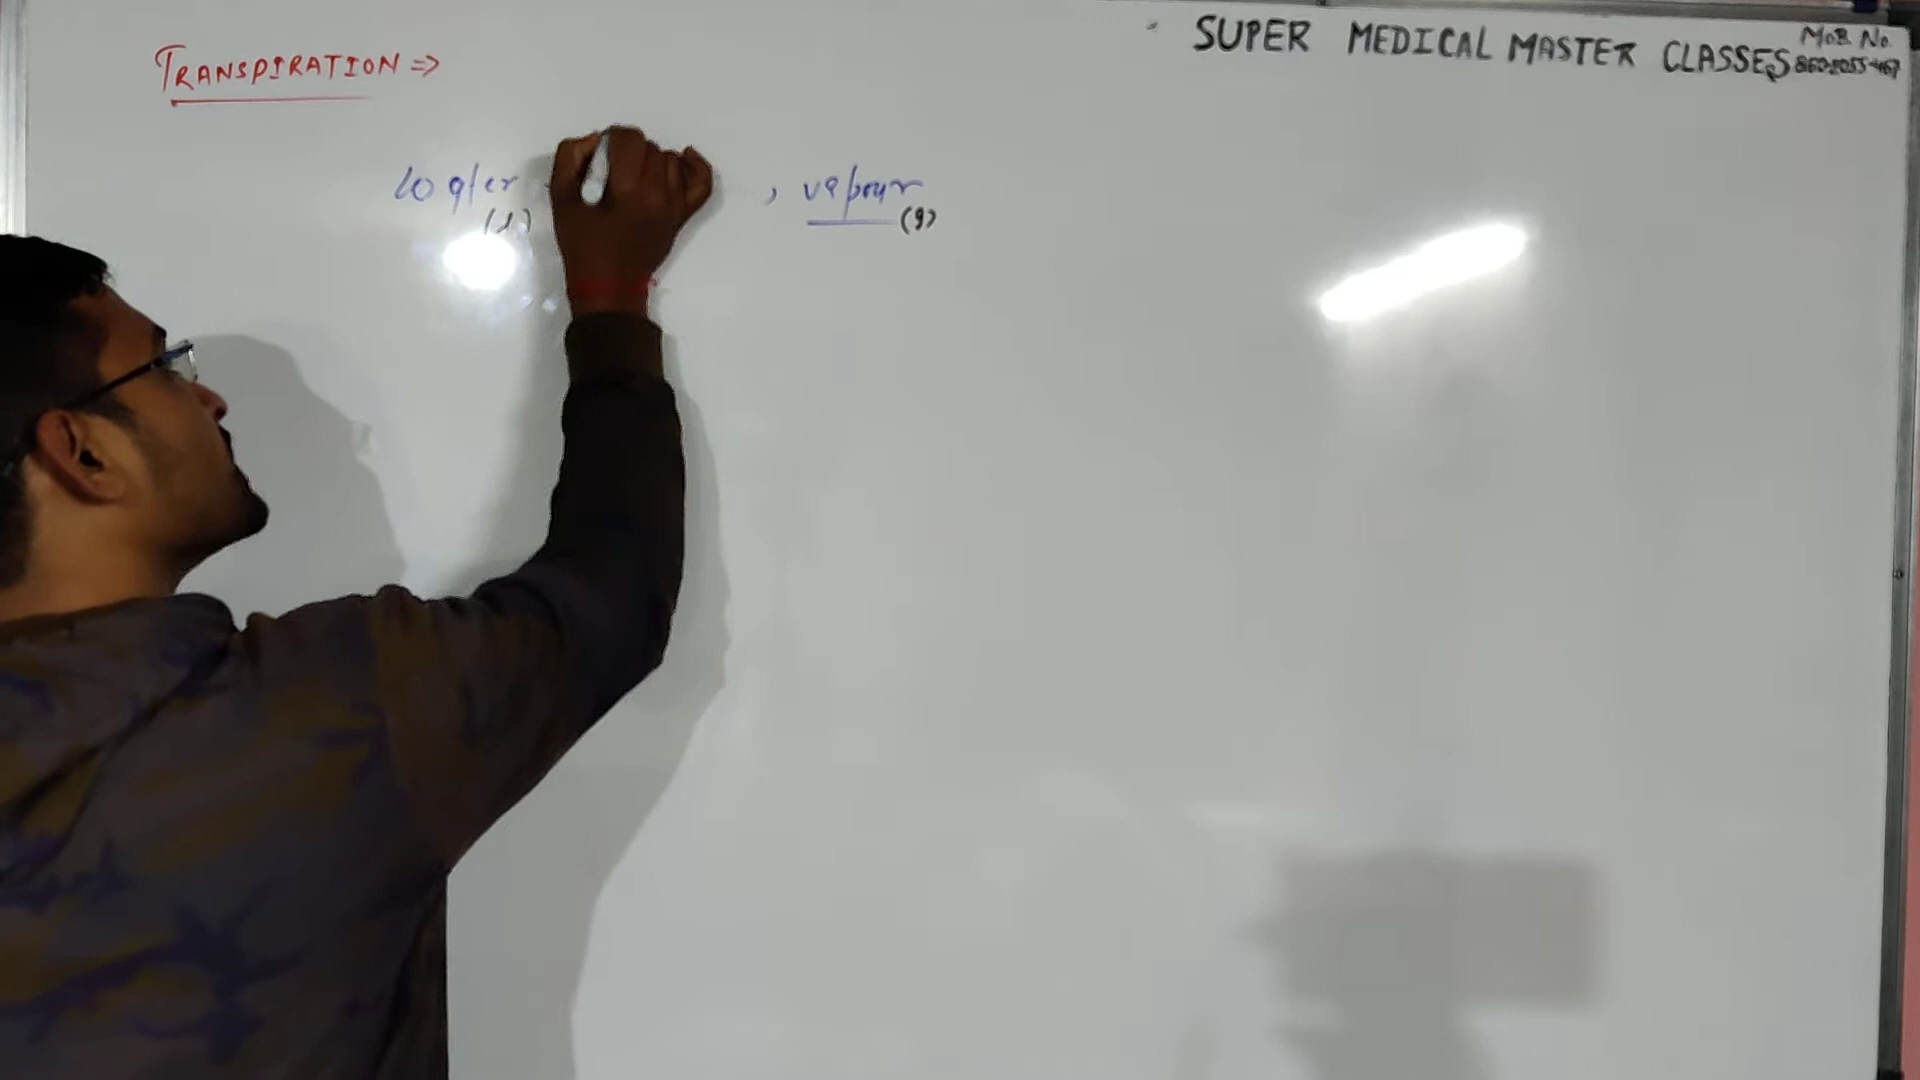 SUPER MEDICAL MASTER CLASSES
MOB No.
TRANSPIRATION ⇒
water , vapour
(l) (g)